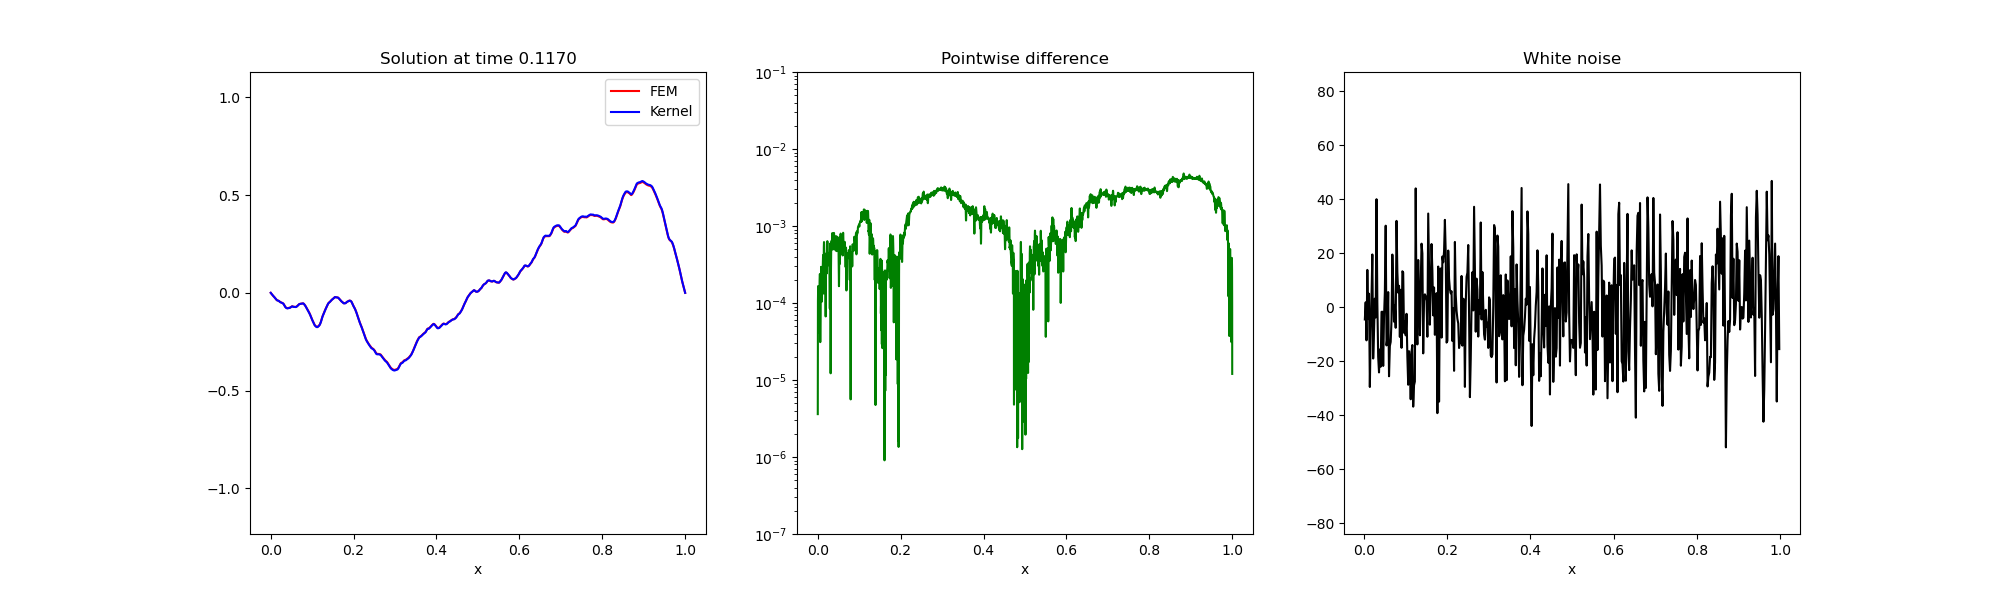 Solution at time 0.1170
FEM
Kernel
1.0
0.5
0.0
−0.5
−1.0
0.0 0.2 0.4 0.6 0.8 1.0
x
Pointwise difference
10⁻¹
10⁻²
10⁻³
10⁻⁴
10⁻⁵
10⁻⁶
10⁻⁷
0.0 0.2 0.4 0.6 0.8 1.0
x
White noise
80
60
40
20
0
−20
−40
−60
−80
0.0 0.2 0.4 0.6 0.8 1.0
x